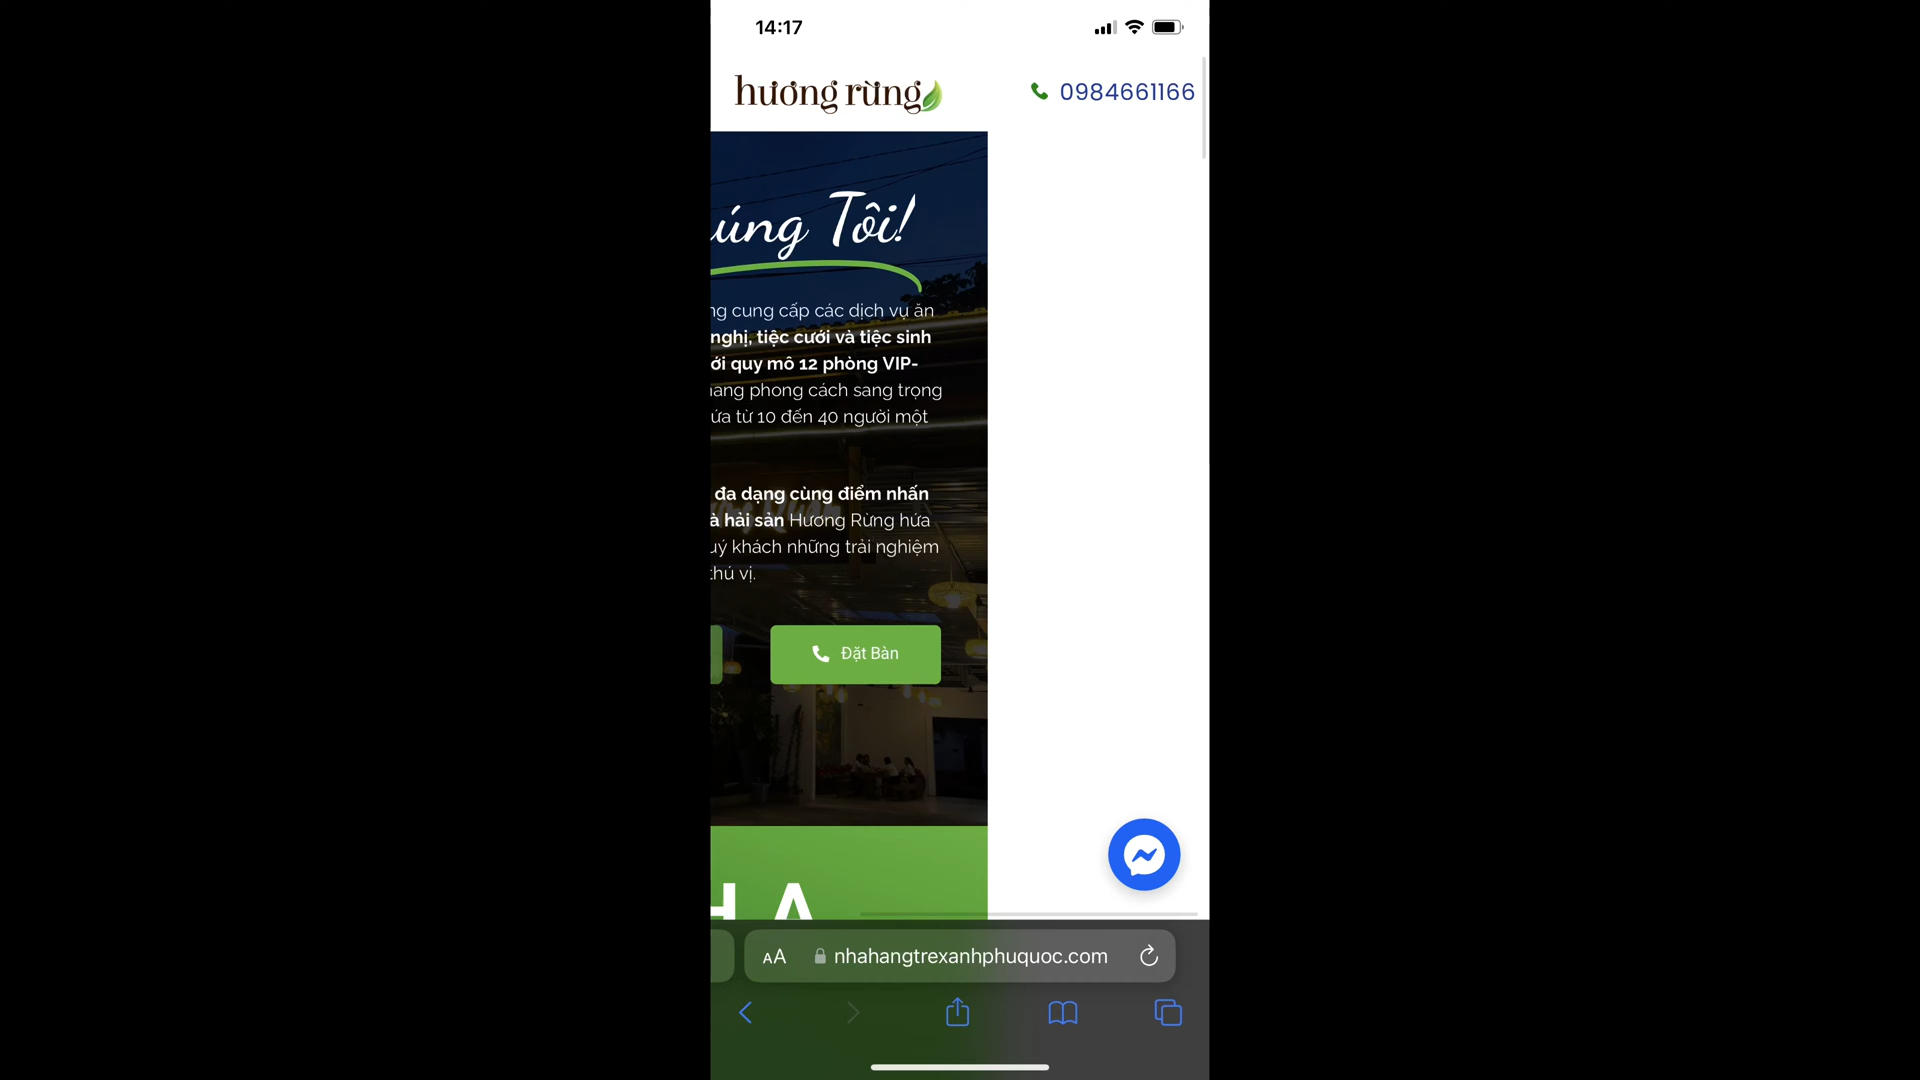 14:17
hương rừng
0984661166
úng Tôi!
ng cung cấp các dịch vụ ăn
nghị, tiệc cưới và tiệc sinh
ới quy mô 12 phòng VIP-
nang phong cách sang trọng
ứa từ 10 đến 40 người một
đa dạng cùng điểm nhấn
à hải sản Hương Rừng hứa
uý khách những trải nghiệm
thú vị.
Đặt Bàn
H A
AA nhahangtrexanhphuquoc.com